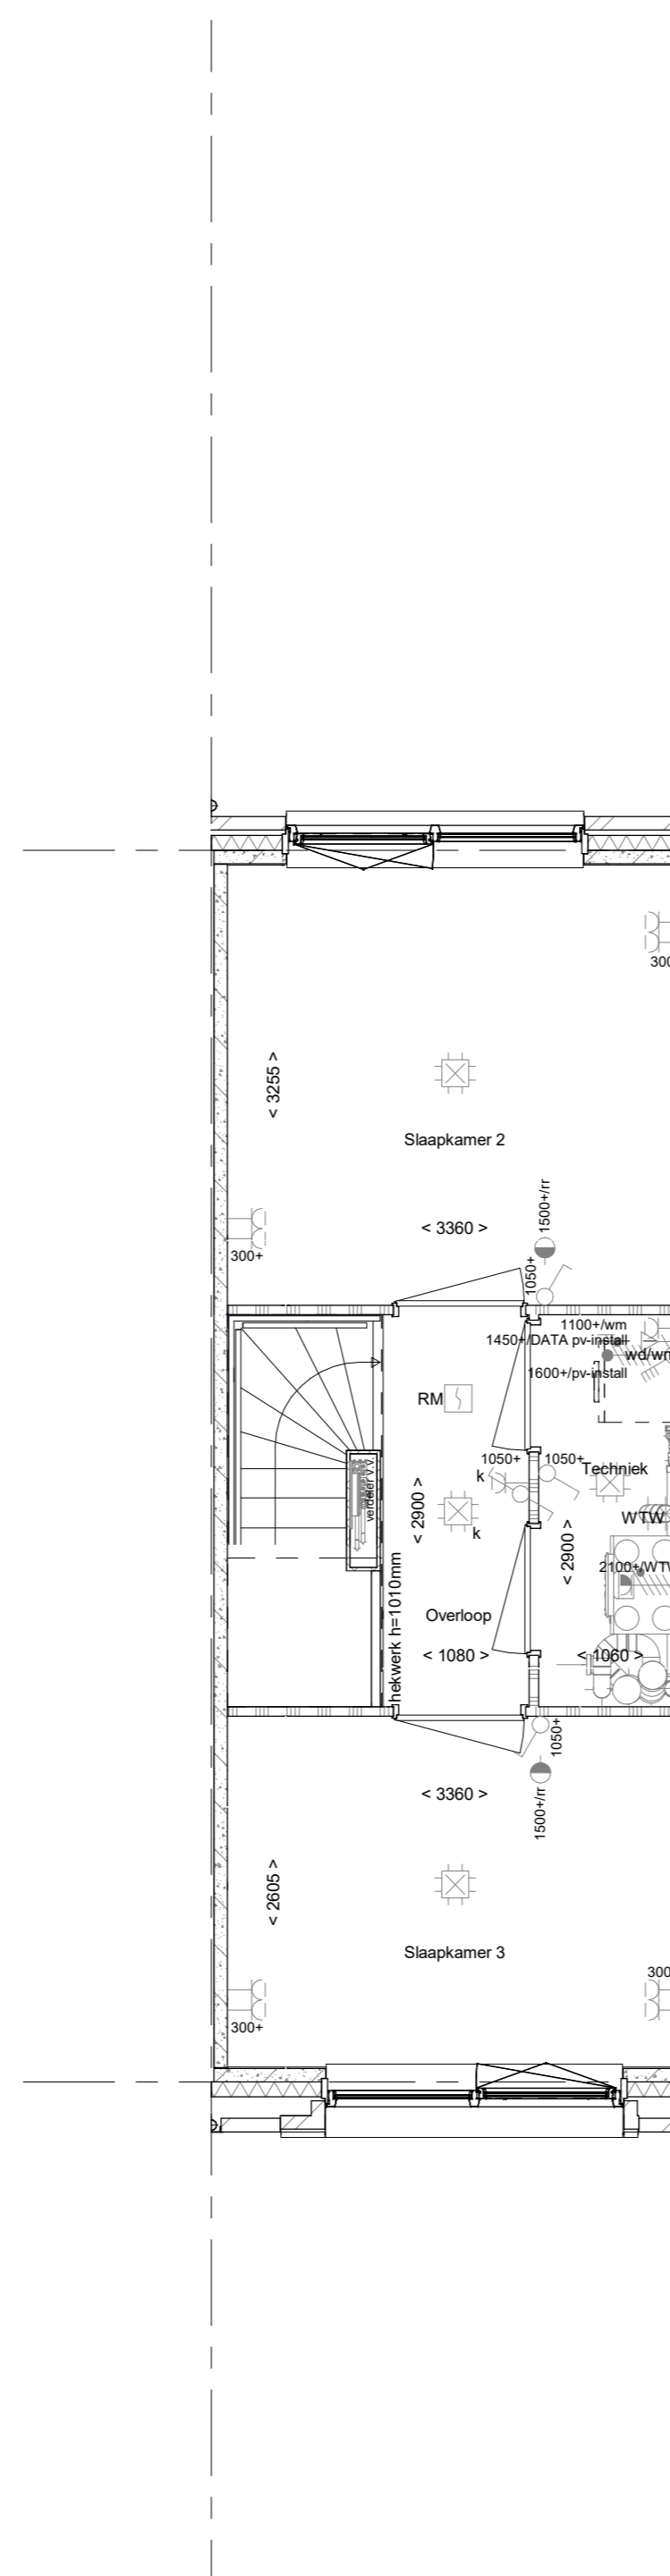 300
< 3255 >
Slaapkamer 2
1500+/rr
< 3360 >
300+
1050+
1100+/wm
1450+/DATA pv-install
wd/wm
1600+/pv-install
RM
1050+
1050+
k
Techniek
verdeler v.v.
< 2900 >
WTW
k
< 2900 >
2100+/WTW
hekwerk h=1010mm
Overloop
< 1080 >
< 1060 >
1050+
< 3360 >
1500+/rr
< 2605 >
Slaapkamer 3
300
300+